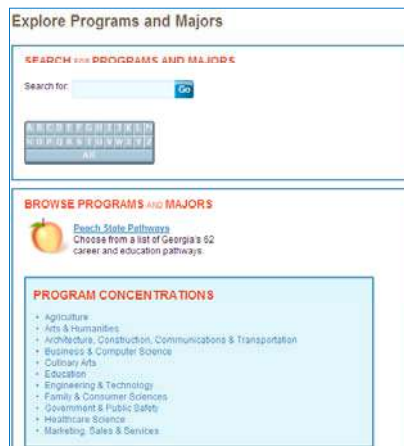 Explore Programs and Majors
SEARCH FOR PROGRAMS AND MAJORS
Search for:
Go
A B C D E F G H I J K L M
N O P Q R S T U V W X Y Z
All
BROWSE PROGRAMS AND MAJORS
Peach State Pathways
Choose from a list of Georgia's 62
career and education pathways.
PROGRAM CONCENTRATIONS
• Agriculture
• Arts & Humanities
• Architecture, Construction, Communications & Transportation
• Business & Computer Science
• Culinary Arts
• Education
• Engineering & Technology
• Family & Consumer Sciences
• Government & Public Safety
• Healthcare Science
• Marketing, Sales & Services